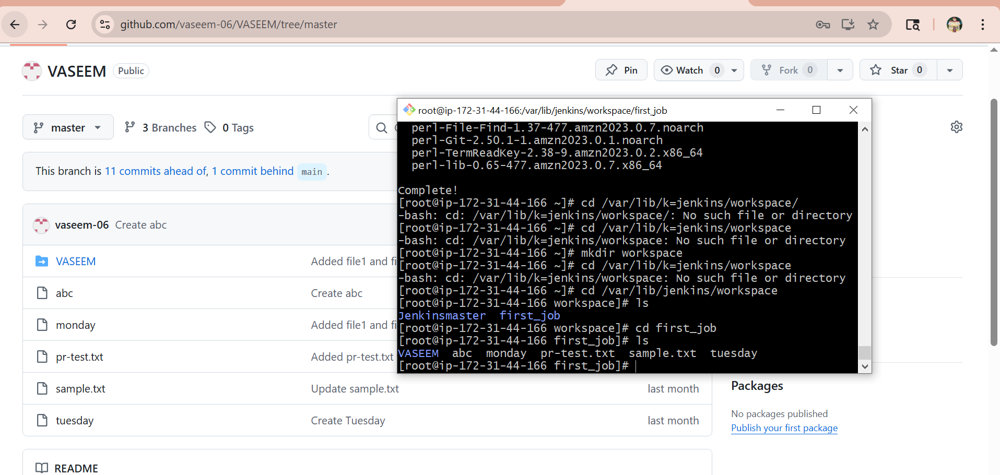 github.com/vaseem-06/VASEEM/tree/master
VASEEM Public
Pin
Watch 0
Fork 0
Star 0
master
3 Branches
0 Tags
This branch is 11 commits ahead of, 1 commit behind main .
vaseem-06 Create abc
VASEEM Added file1 and fi
abc Create abc
monday Added file1 and fi
pr-test.txt Added pr-test.txt
sample.txt Update sample.txt last month
tuesday Create Tuesday last month
README
root@ip-172-31-44-166:/var/lib/jenkins/workspace/first_job
perl-File-Find-1.37-477.amzn2023.0.7.noarch
perl-Git-2.50.1-1.amzn2023.0.1.noarch
perl-TermReadKey-2.38-9.amzn2023.0.2.x86_64
perl-lib-0.65-477.amzn2023.0.7.x86_64
Complete!
[root@ip-172-31-44-166 ~]# cd /var/lib/k=jenkins/workspace/
-bash: cd: /var/lib/k=jenkins/workspace/: No such file or directory
[root@ip-172-31-44-166 ~]# cd /var/lib/k=jenkins/workspace
-bash: cd: /var/lib/k=jenkins/workspace: No such file or directory
[root@ip-172-31-44-166 ~]# mkdir workspace
[root@ip-172-31-44-166 ~]# cd /var/lib/k=jenkins/workspace
-bash: cd: /var/lib/k=jenkins/workspace: No such file or directory
[root@ip-172-31-44-166 ~]# cd /var/lib/jenkins/workspace
[root@ip-172-31-44-166 workspace]# ls
Jenkinsmaster first_job
[root@ip-172-31-44-166 workspace]# cd first_job
[root@ip-172-31-44-166 first_job]# ls
VASEEM abc monday pr-test.txt sample.txt tuesday
[root@ip-172-31-44-166 first_job]#
Packages
No packages published
Publish your first package